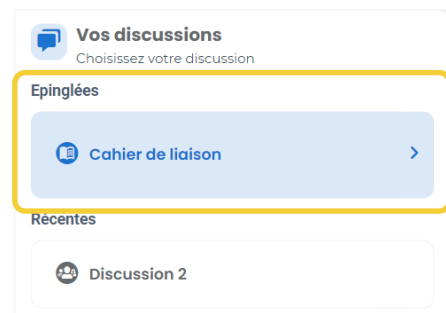 Vos discussions
Choisissez votre discussion
Epinglées
Cahier de liaison
Récentes
Discussion 2